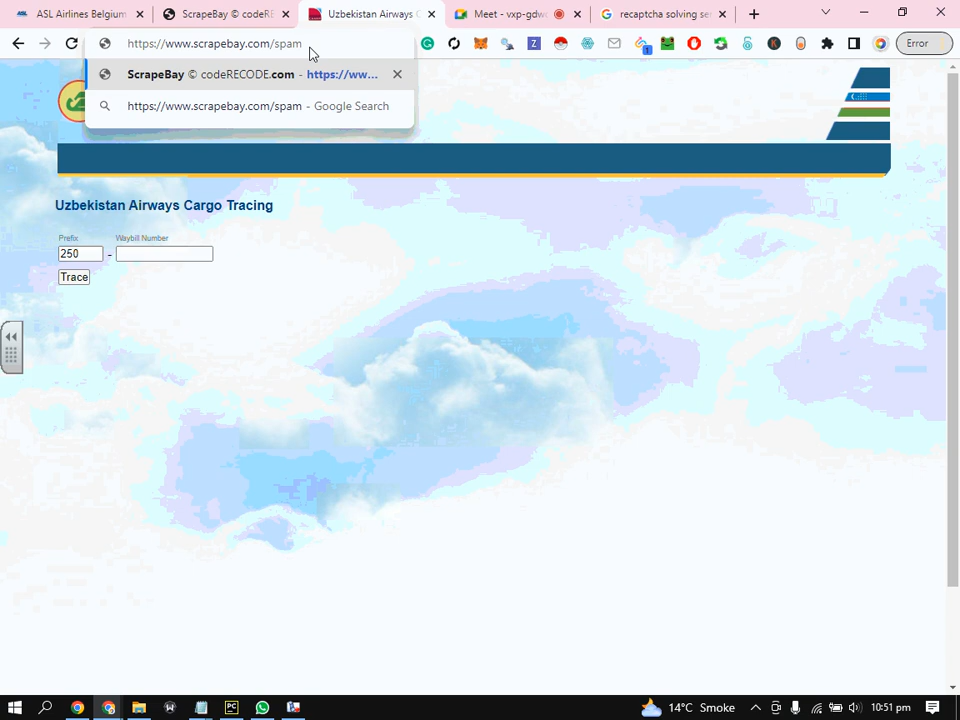 ASL Airlines Belgium
ScrapeBay © codeRE
Uzbekistan Airways C
Meet - vxp-gdw
recaptcha solving se
https://www.scrapebay.com/spam
Error
ScrapeBay © codeRECODE.com - https://ww...
https://www.scrapebay.com/spam - Google Search
Uzbekistan Airways Cargo Tracing
Prefix Waybill Number
250 -
Trace
14°C Smoke
10:51 pm